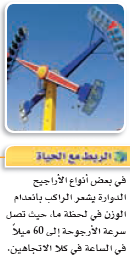 الربط مع الحياة
في بعض أنواع الأراجيح
الدوارة يشعر الراكب بانعدام
الوزن في لحظة ما، حيث تصل
سرعة الأرجوحة إلى 60 ميلاً
في الساعة في كلا الاتجاهين.